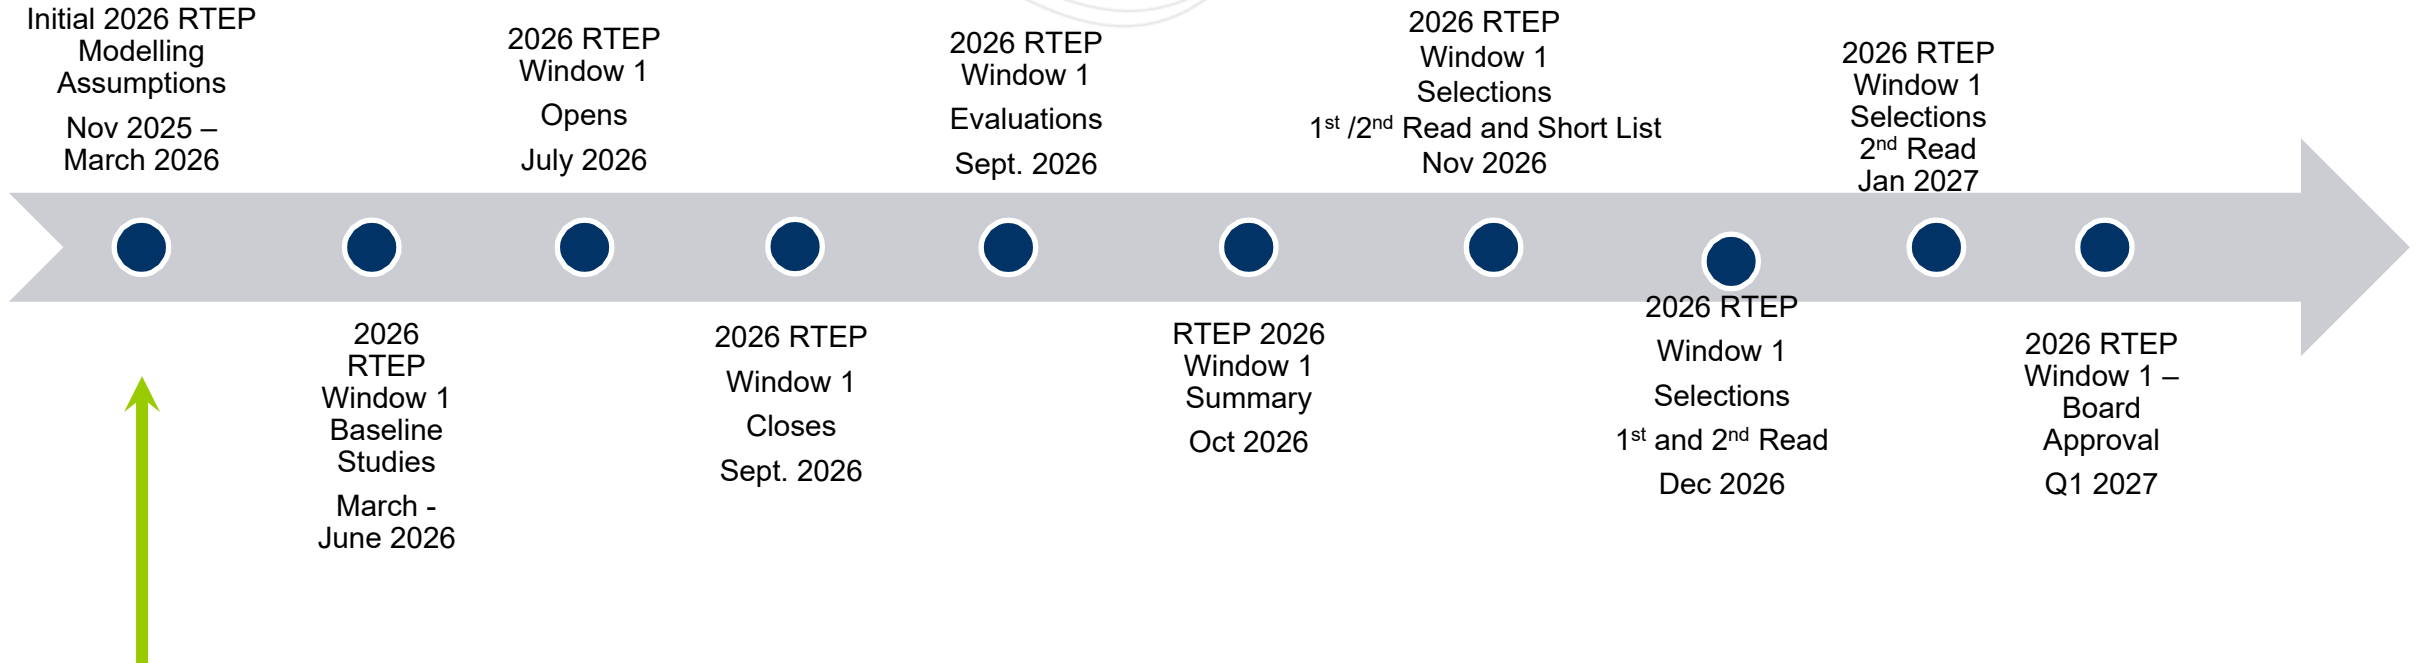 Initial 2026 RTEP
Modelling
Assumptions
Nov 2025 –
March 2026
2026
RTEP
Window 1
Baseline
Studies
March -
June 2026
2026 RTEP
Window 1
Opens
July 2026
2026 RTEP
Window 1
Closes
Sept. 2026
2026 RTEP
Window 1
Evaluations
Sept. 2026
RTEP 2026
Window 1
Summary
Oct 2026
2026 RTEP
Window 1
Selections
1st /2nd Read and Short List
Nov 2026
2026 RTEP
Window 1
Selections
1st and 2nd Read
Dec 2026
2026 RTEP
Window 1
Selections
2nd Read
Jan 2027
2026 RTEP
Window 1 –
Board
Approval
Q1 2027